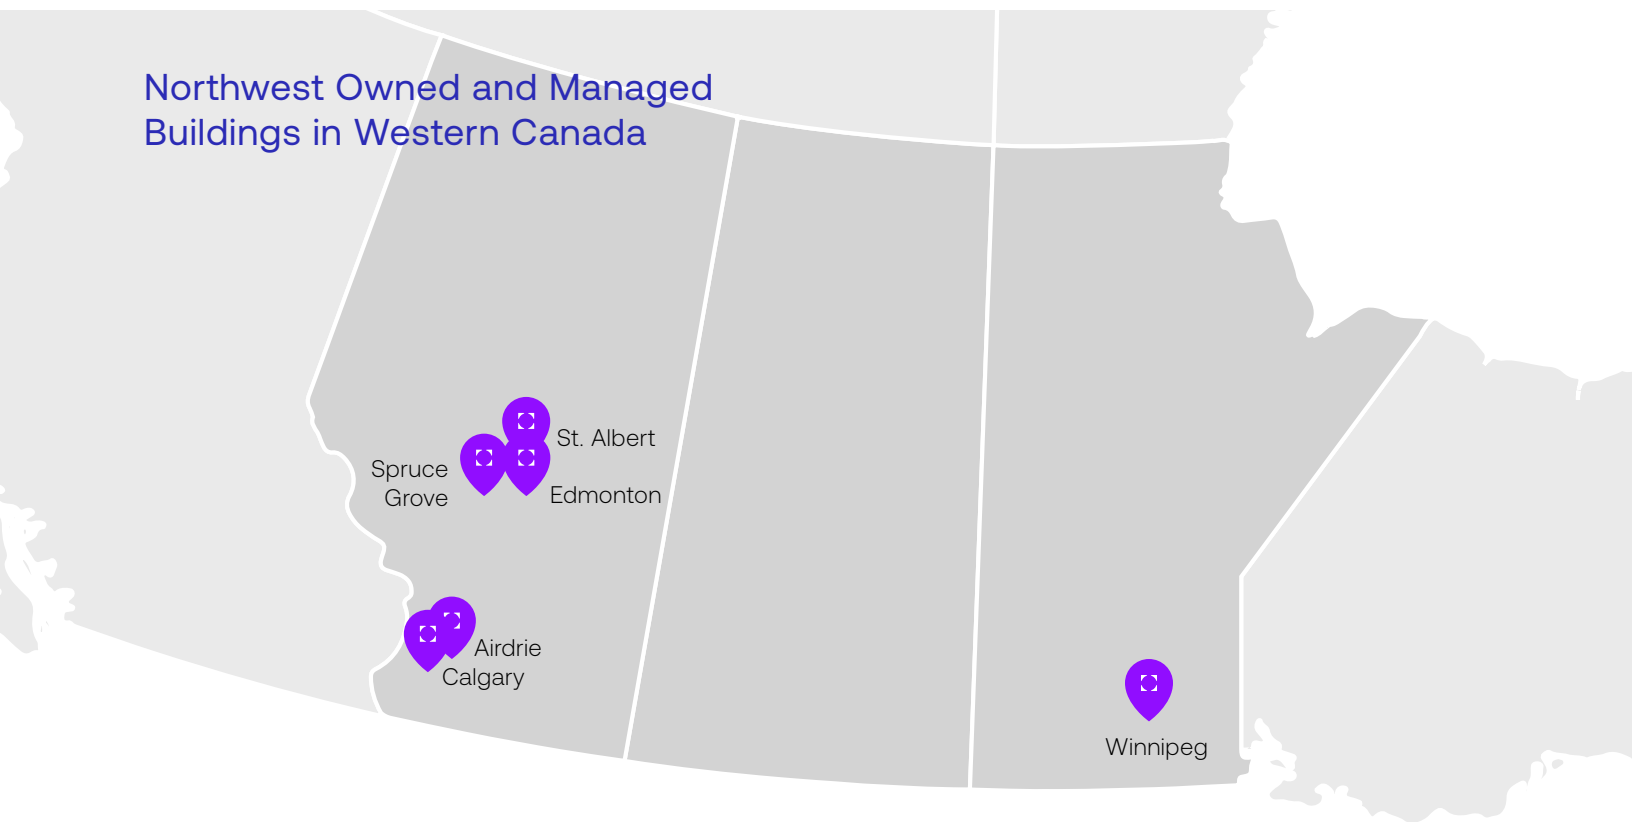 Northwest Owned and Managed
Buildings in Western Canada
St. Albert
Spruce
Grove
Edmonton
Airdrie
Calgary
Winnipeg